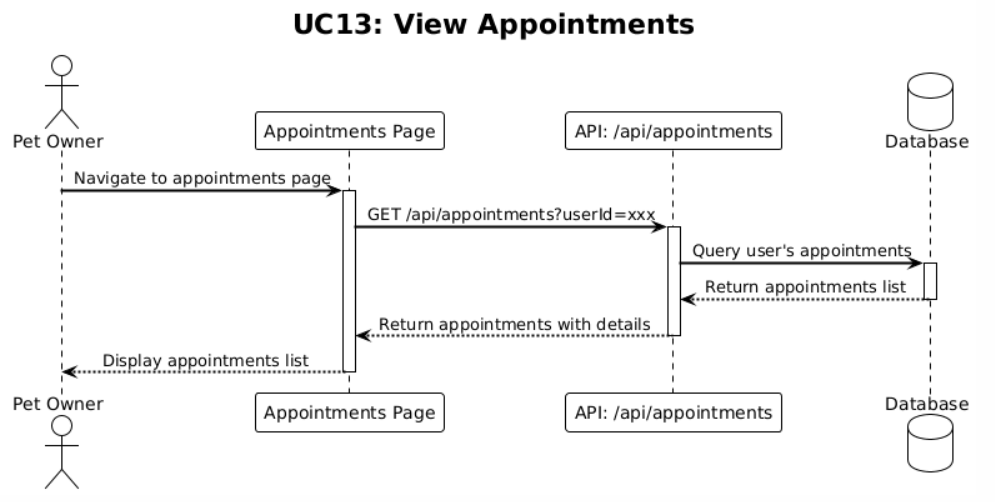 UC13: View Appointments
Pet Owner
Appointments Page
API: /api/appointments
Database
Navigate to appointments page
GET /api/appointments?userId=xxx
Query user's appointments
Return appointments list
Return appointments with details
Display appointments list
Pet Owner
Appointments Page
API: /api/appointments
Database